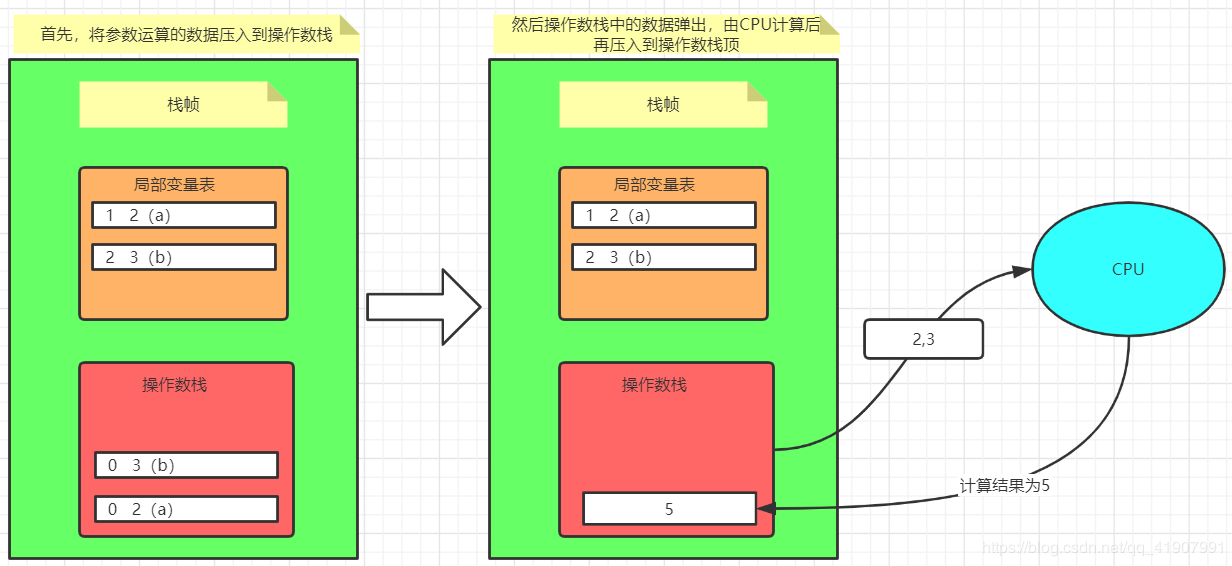 首先，将参数运算的数据压入到操作数栈
栈帧
局部变量表
1 2（a）
2 3（b）
操作数栈
0 3（b）
0 2（a）
然后操作数栈中的数据弹出，由CPU计算后
再压入到操作数栈顶
栈帧
局部变量表
1 2（a）
2 3（b）
操作数栈
5
2,3
CPU
计算结果为5
https://blog.csdn.net/qq_41907991